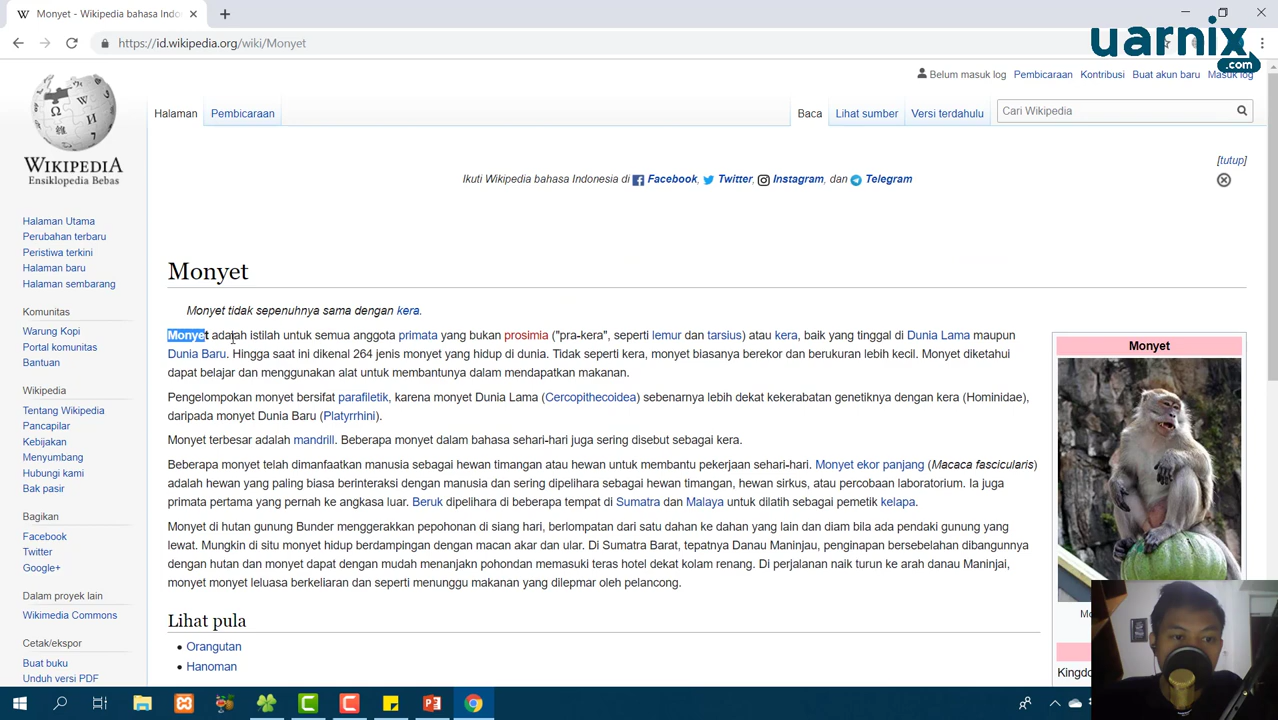 Monyet - Wikipedia bahasa Indo
uarnix
.com
https://id.wikipedia.org/wiki/Monyet
Belum masuk log Pembicaraan Kontribusi Buat akun baru Masuk log
Halaman Pembicaraan Baca Lihat sumber Versi terdahulu Cari Wikipedia
WIKIPEDIA
Ensiklopedia Bebas
[tutup]
Ikuti Wikipedia bahasa Indonesia di Facebook, Twitter, Instagram, dan Telegram
Halaman Utama
Perubahan terbaru
Peristiwa terkini
Halaman baru
Halaman sembarang
Komunitas
Warung Kopi
Portal komunitas
Bantuan
Wikipedia
Tentang Wikipedia
Pancapilar
Kebijakan
Menyumbang
Hubungi kami
Bak pasir
Bagikan
Facebook
Twitter
Google+
Dalam proyek lain
Wikimedia Commons
Cetak/ekspor
Buat buku
Unduh versi PDF
Monyet
Monyet tidak sepenuhnya sama dengan kera.
Monyet adalah istilah untuk semua anggota primata yang bukan prosimia ("pra-kera", seperti lemur dan tarsius) atau kera, baik yang tinggal di Dunia Lama maupun
Dunia Baru. Hingga saat ini dikenal 264 jenis monyet yang hidup di dunia. Tidak seperti kera, monyet biasanya berekor dan berukuran lebih kecil. Monyet diketahui
dapat belajar dan menggunakan alat untuk membantunya dalam mendapatkan makanan.
Pengelompokan monyet bersifat parafiletik, karena monyet Dunia Lama (Cercopithecoidea) sebenarnya lebih dekat kekerabatan genetiknya dengan kera (Hominidae),
daripada monyet Dunia Baru (Platyrrhini).
Monyet terbesar adalah mandrill. Beberapa monyet dalam bahasa sehari-hari juga sering disebut sebagai kera.
Beberapa monyet telah dimanfaatkan manusia sebagai hewan timangan atau hewan untuk membantu pekerjaan sehari-hari. Monyet ekor panjang (Macaca fascicularis)
adalah hewan yang paling biasa berinteraksi dengan manusia dan sering dipelihara sebagai hewan timangan, hewan sirkus, atau percobaan laboratorium. Ia juga
primata pertama yang pernah ke angkasa luar. Beruk dipelihara di beberapa tempat di Sumatra dan Malaya untuk dilatih sebagai pemetik kelapa.
Monyet di hutan gunung Bunder menggerakkan pepohonan di siang hari, berlompatan dari satu dahan ke dahan yang lain dan diam bila ada pendaki gunung yang
lewat. Mungkin di situ monyet hidup berdampingan dengan macan akar dan ular. Di Sumatra Barat, tepatnya Danau Maninjau, penginapan bersebelahan dibangunnya
dengan hutan dan monyet dapat dengan mudah menanjakn pohondan memasuki teras hotel dekat kolam renang. Di perjalanan naik turun ke arah danau Maninjai,
monyet monyet leluasa berkeliaran dan seperti menunggu makanan yang dilepmar oleh pelancong.
Lihat pula
Orangutan
Hanoman
Monyet